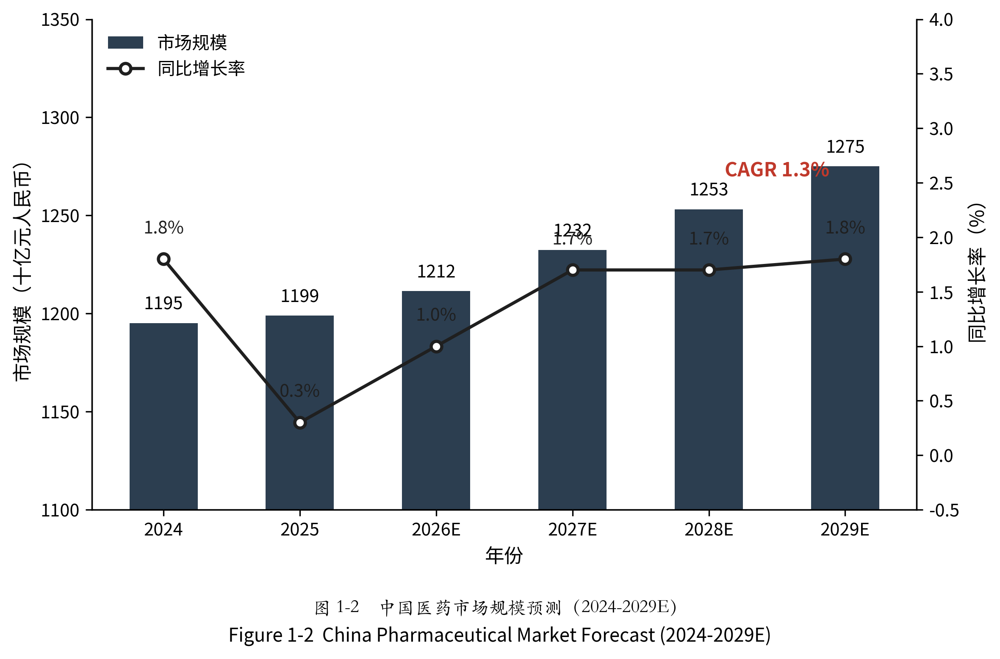 市场规模
同比增长率
市场规模（十亿元人民币）
1350
1300
1250
1200
1150
1100
4.0
3.5
3.0
2.5
2.0
1.5
1.0
0.5
0.0
-0.5
同比增长率（%）
1195
1199
1212
1232
1253
1275
1.8%
0.3%
1.0%
1.7%
1.7%
1.8%
CAGR 1.3%
2024
2025
2026E
2027E
2028E
2029E
年份
图 1-2 中国医药市场规模预测（2024-2029E）
Figure 1-2 China Pharmaceutical Market Forecast (2024-2029E)